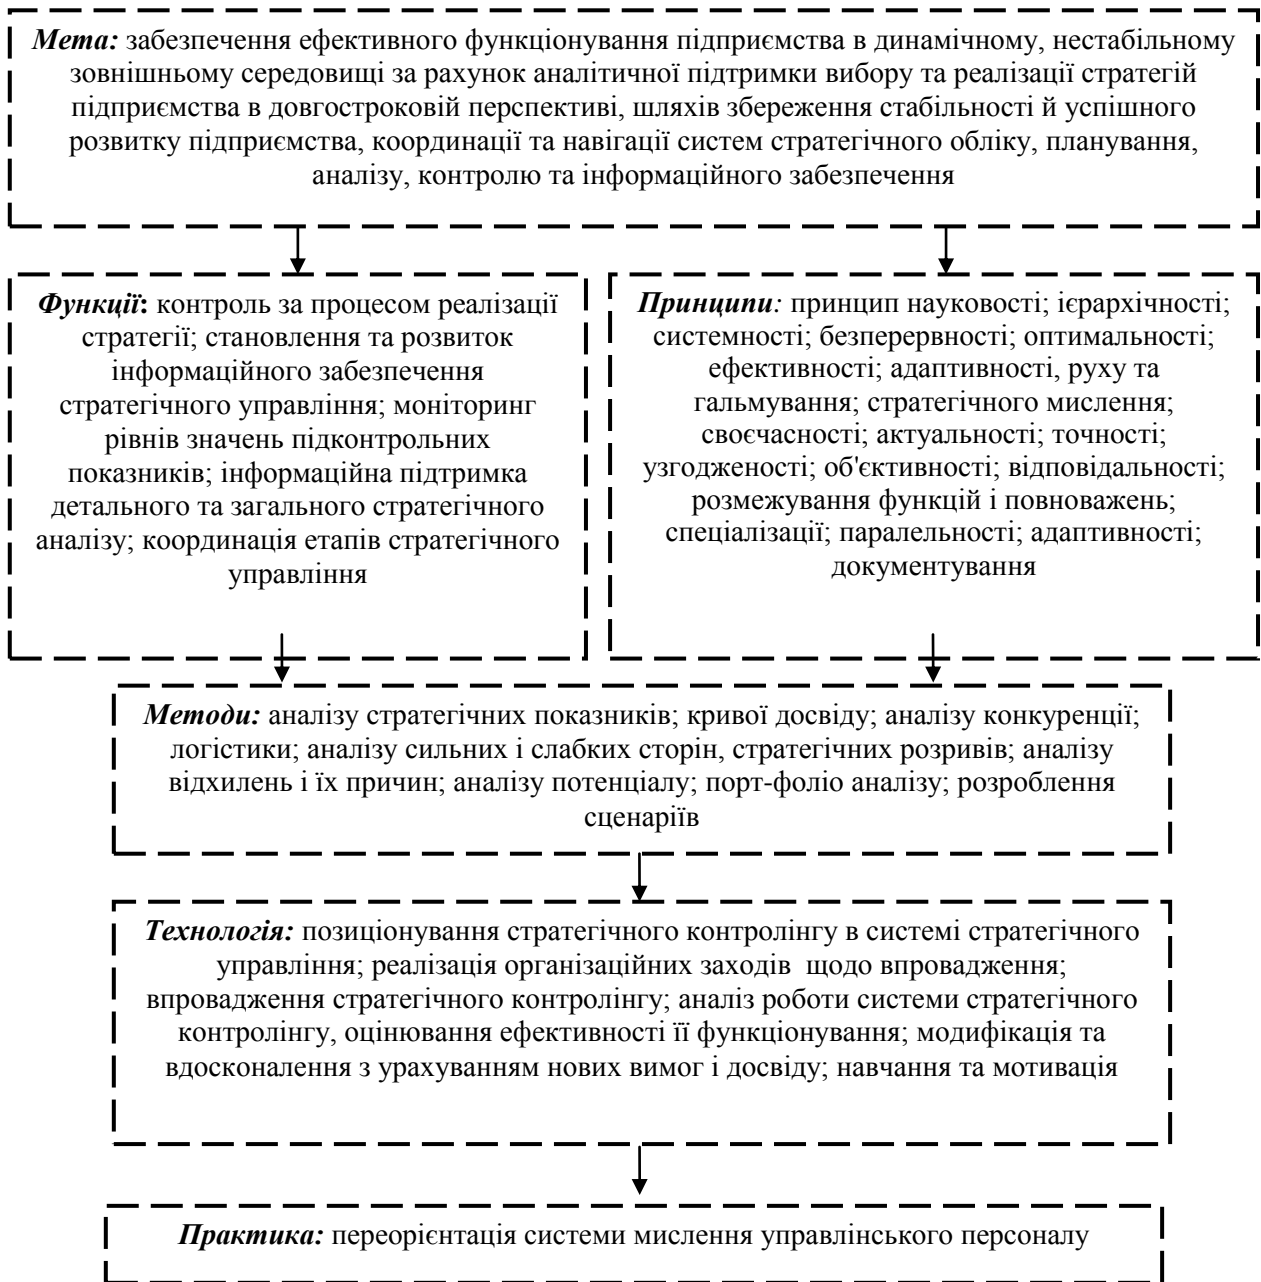 Мета: забезпечення ефективного функціонування підприємства в динамічному, нестабільному
зовнішньому середовищі за рахунок аналітичної підтримки вибору та реалізації стратегій
підприємства в довгостроковій перспективі, шляхів збереження стабільності й успішного
розвитку підприємства, координації та навігації систем стратегічного обліку, планування,
аналізу, контролю та інформаційного забезпечення
Функції: контроль за процесом реалізації
стратегії; становлення та розвиток
інформаційного забезпечення
стратегічного управління; моніторинг
рівнів значень підконтрольних
показників; інформаційна підтримка
детального та загального стратегічного
аналізу; координація етапів стратегічного
управління
Принципи: принцип науковості; ієрархічності;
системності; безперервності; оптимальності;
ефективності; адаптивності, руху та
гальмування; стратегічного мислення;
своєчасності; актуальності; точності;
узгодженості; об'єктивності; відповідальності;
розмежування функцій і повноважень;
спеціалізації; паралельності; адаптивності;
документування
Методи: аналізу стратегічних показників; кривої досвіду; аналізу конкуренції;
логістики; аналізу сильних і слабких сторін, стратегічних розривів; аналізу
відхилень і їх причин; аналізу потенціалу; порт-фоліо аналізу; розроблення
сценаріїв
Технологія: позиціонування стратегічного контролінгу в системі стратегічного
управління; реалізація організаційних заходів щодо впровадження;
впровадження стратегічного контролінгу; аналіз роботи системи стратегічного
контролінгу, оцінювання ефективності її функціонування; модифікація та
вдосконалення з урахуванням нових вимог і досвіду; навчання та мотивація
Практика: переорієнтація системи мислення управлінського персоналу